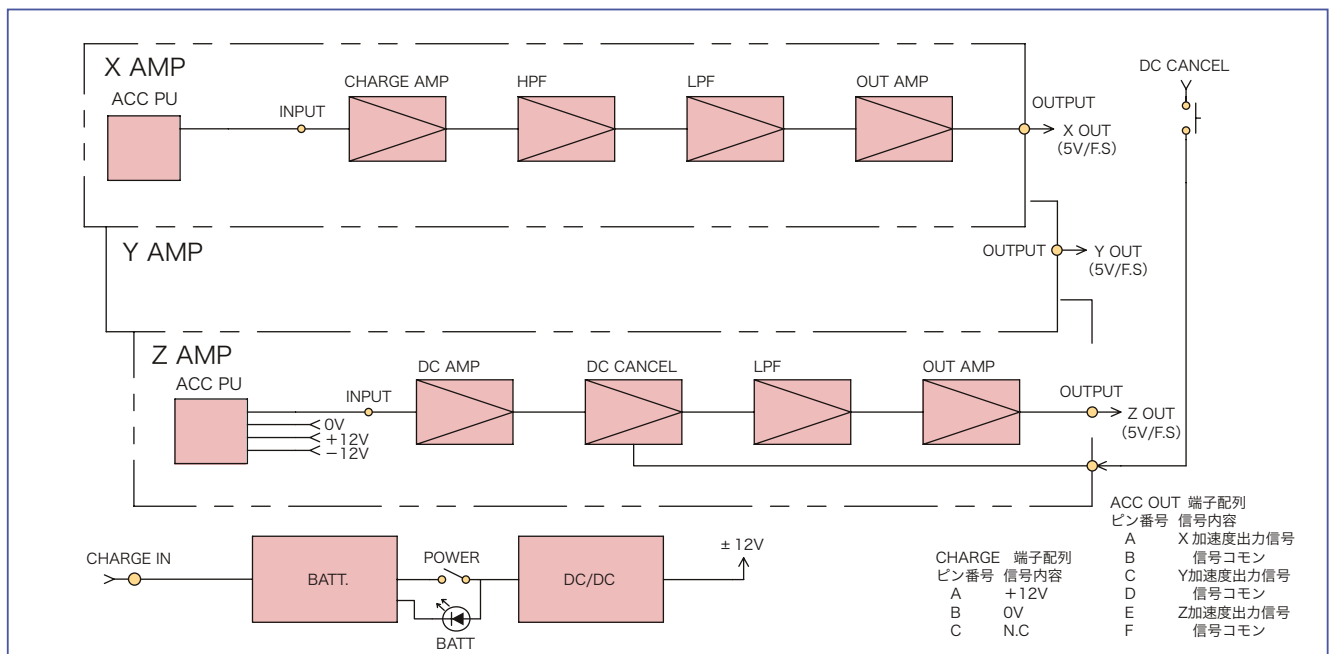 X AMP
ACC PU
INPUT
CHARGE AMP
HPF
LPF
OUT AMP
OUTPUT
X OUT
(5V/F.S)
DC CANCEL
Y AMP
OUTPUT
Y OUT
(5V/F.S)
Z AMP
ACC PU
0V
+12V
−12V
INPUT
DC AMP
DC CANCEL
LPF
OUT AMP
OUTPUT
Z OUT
(5V/F.S)
CHARGE IN
BATT.
POWER
BATT
DC/DC
± 12V
CHARGE 端子配列
ピン番号 信号内容
A +12V
B 0V
C N.C
ACC OUT 端子配列
ピン番号 信号内容
A X加速度出力信号
B 信号コモン
C Y加速度出力信号
D 信号コモン
E Z加速度出力信号
F 信号コモン